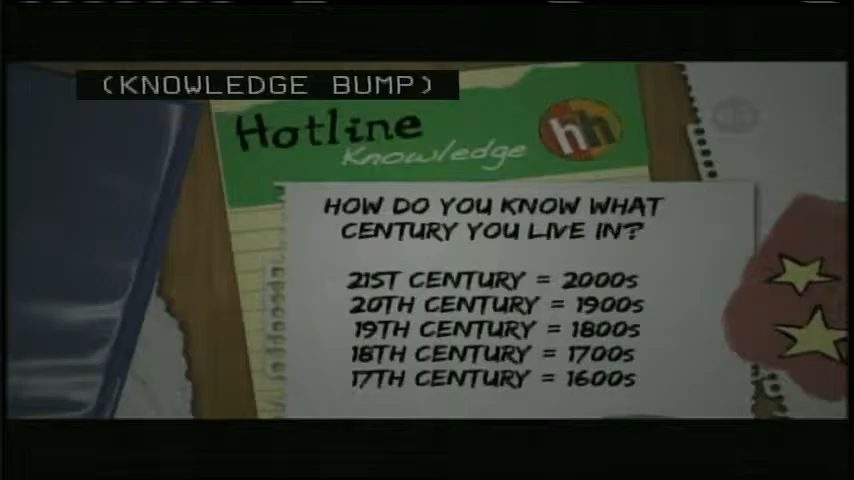 (KNOWLEDGE BUMP)
Hotline
Knowledge
hh
HOW DO YOU KNOW WHAT
CENTURY YOU LIVE IN?
21ST CENTURY = 2000s
20TH CENTURY = 1900s
19TH CENTURY = 1800s
18TH CENTURY = 1700s
17TH CENTURY = 1600s